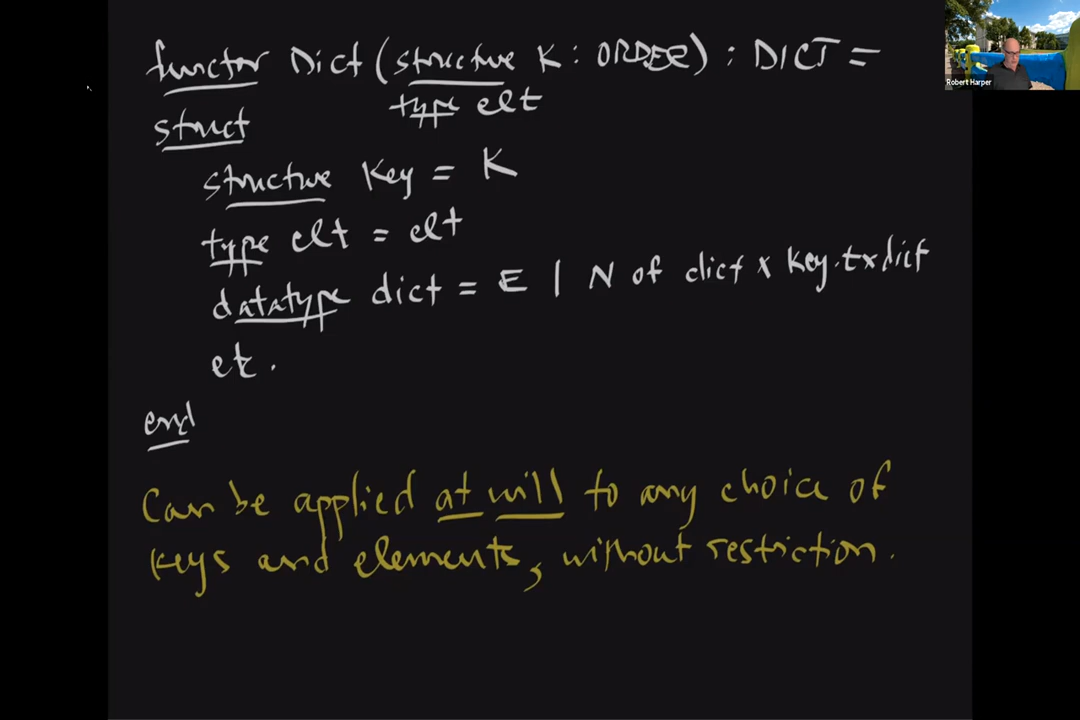 functor Dict (structure K : ORDER) : DICT =
type elt
struct
structure Key = K
type elt = elt
datatype dict = E | N of dict x Key.t x dict
etc.
end
Can be applied at will to any choice of
keys and elements, without restriction.
Robert Harper